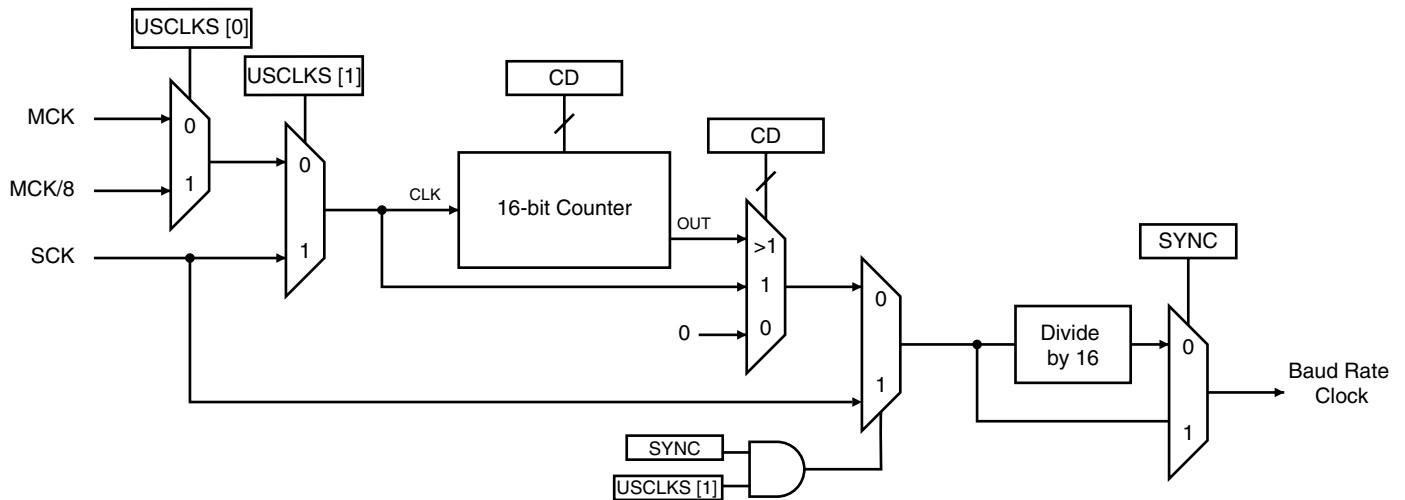 USCLKS [0]
USCLKS [1]
CD
CD
MCK
0
0
MCK/8
1
CLK
16-bit Counter
OUT
SYNC
SCK
1
>1
1
0
0
0
Divide
by 16
0
1
1
Baud Rate
Clock
SYNC
USCLKS [1]